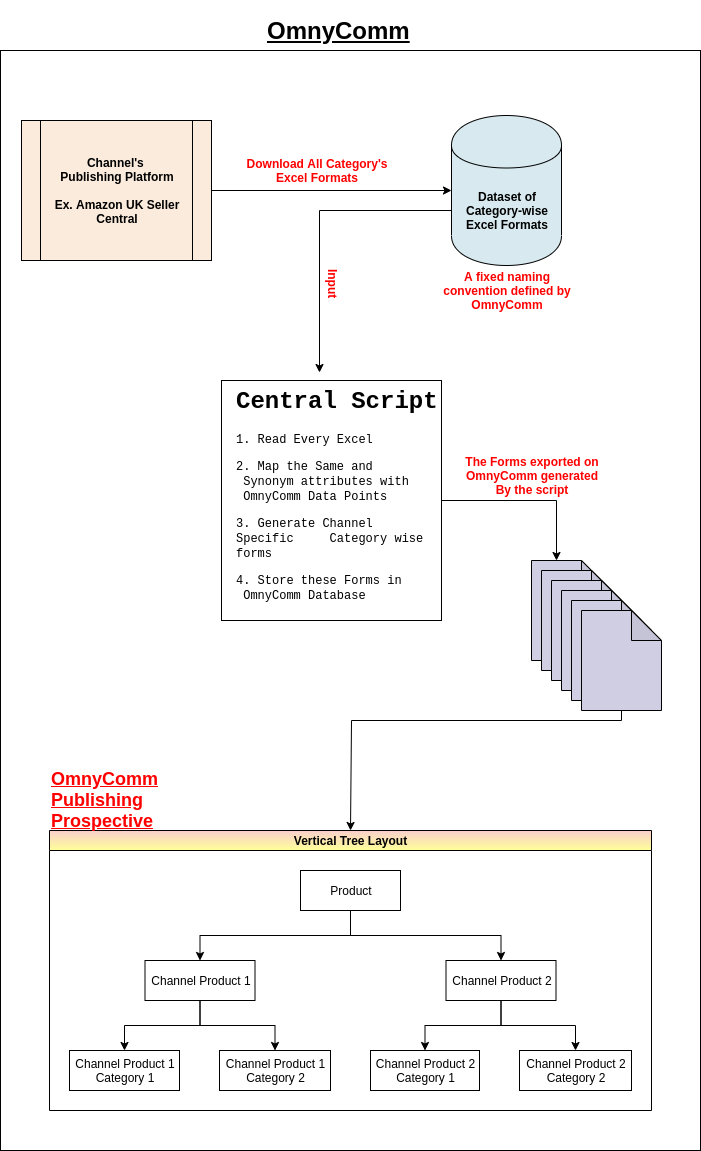 OmnyComm
Channel's
Publishing Platform
Ex. Amazon UK Seller
Central
Download All Category's
Excel Formats
Dataset of
Category-wise
Excel Formats
A fixed naming
convention defined by
OmnyComm
Input
Central Script
1. Read Every Excel
2. Map the Same and
Synonym attributes with
OmnyComm Data Points
3. Generate Channel
Specific     Category wise
forms
4. Store these Forms in
OmnyComm Database
The Forms exported on
OmnyComm generated
By the script
OmnyComm
Publishing
Prospective
Vertical Tree Layout
Product
Channel Product 1
Channel Product 2
Channel Product 1
Category 1
Channel Product 1
Category 2
Channel Product 2
Category 1
Channel Product 2
Category 2